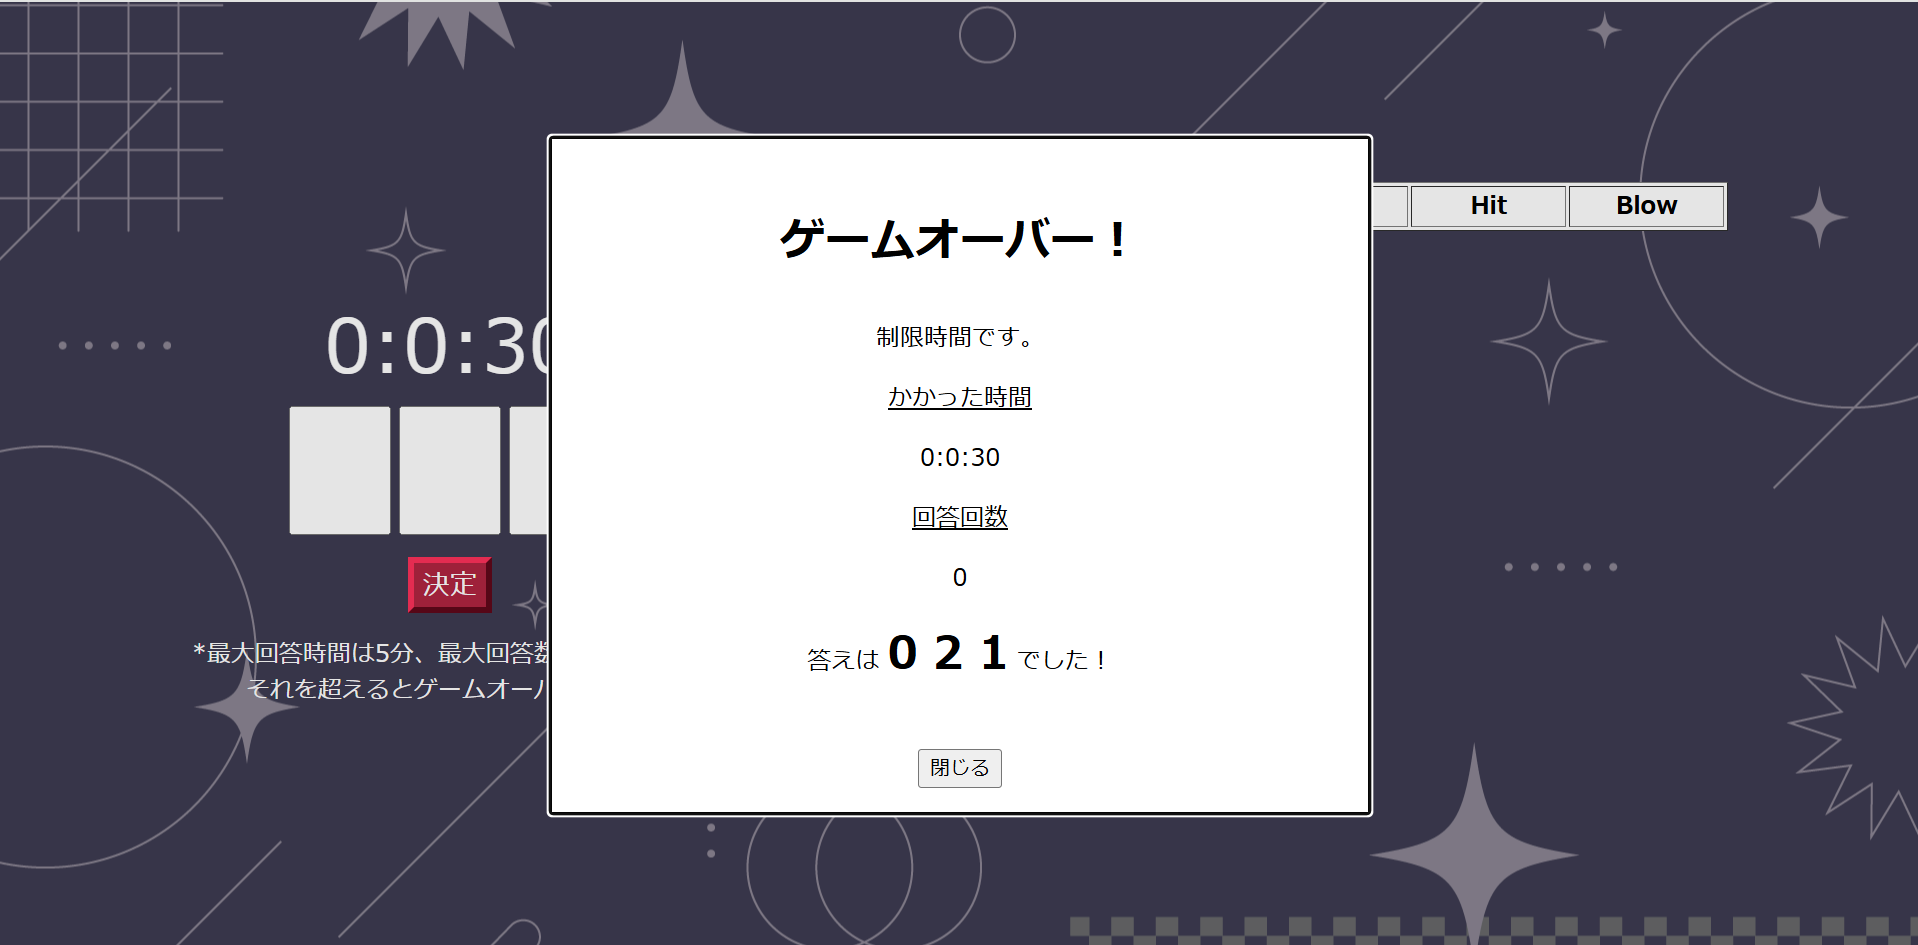 Hit Blow
ゲームオーバー！
制限時間です。
0:0:30
かかった時間
0:0:30
回答回数
0
決定
*最大回答時間は5分、最大回答数
それを超えるとゲームオー
答えは 0 2 1 でした！
閉じる